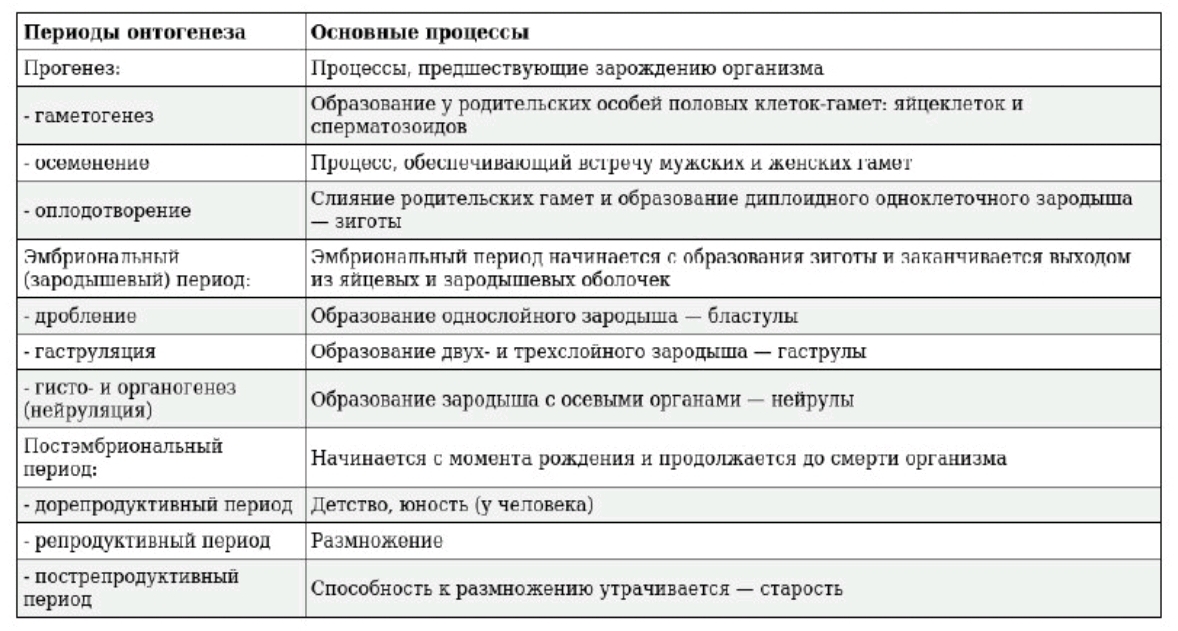 Периоды онтогенеза
Основные процессы
Прогенез:
Процессы, предшествующие зарождению организма
- гаметогенез
Образование у родительских особей половых клеток-гамет: яйцеклеток и
сперматозоидов
- осеменение
Процесс, обеспечивающий встречу мужских и женских гамет
- оплодотворение
Слияние родительских гамет и образование диплоидного одноклеточного зародыша
— зиготы
Эмбриональный
(зародышевый) период:
Эмбриональный период начинается с образования зиготы и заканчивается выходом
из яйцевых и зародышевых оболочек
- дробление
Образование однослойного зародыша — бластулы
- гаструляция
Образование двух- и трехслойного зародыша — гаструлы
- гисто- и органогенез
(нейруляция)
Образование зародыша с осевыми органами — нейрулы
Постэмбриональный
период:
Начинается с момента рождения и продолжается до смерти организма
- дорепродуктивный период
Детство, юность (у человека)
- репродуктивный период
Размножение
- пострепродуктивный
период
Способность к размножению утрачивается — старость